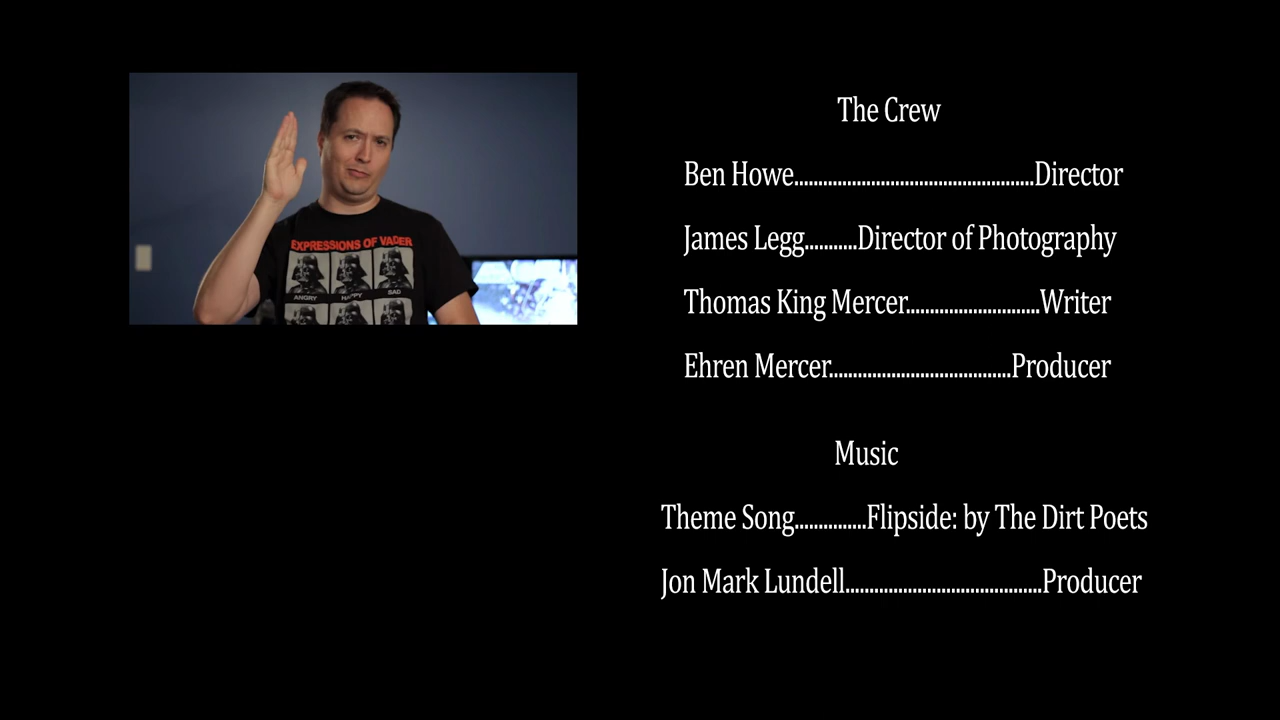 EXPRESSIONS OF VADER
ANGRY HAPPY SAD
The Crew
Ben Howe..................................................Director
James Legg...........Director of Photography
Thomas King Mercer............................Writer
Ehren Mercer......................................Producer
Music
Theme Song...............Flipside: by The Dirt Poets
Jon Mark Lundell.........................................Producer